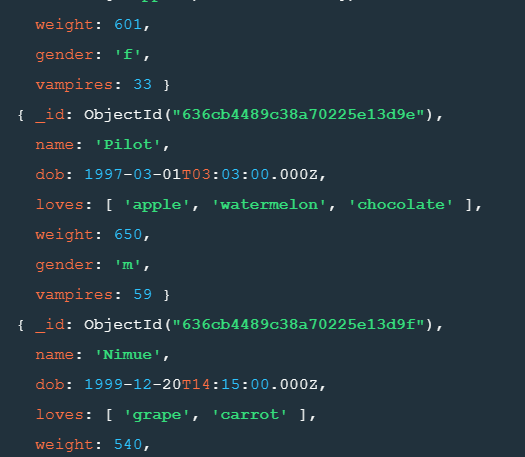 weight: 601,
gender: 'f',
vampires: 33 }
{ _id: ObjectId("636cb4489c38a70225e13d9e"),
name: 'Pilot',
dob: 1997-03-01T03:03:00.000Z,
loves: [ 'apple', 'watermelon', 'chocolate' ],
weight: 650,
gender: 'm',
vampires: 59 }
{ _id: ObjectId("636cb4489c38a70225e13d9f"),
name: 'Nimue',
dob: 1999-12-20T14:15:00.000Z,
loves: [ 'grape', 'carrot' ],
weight: 540,